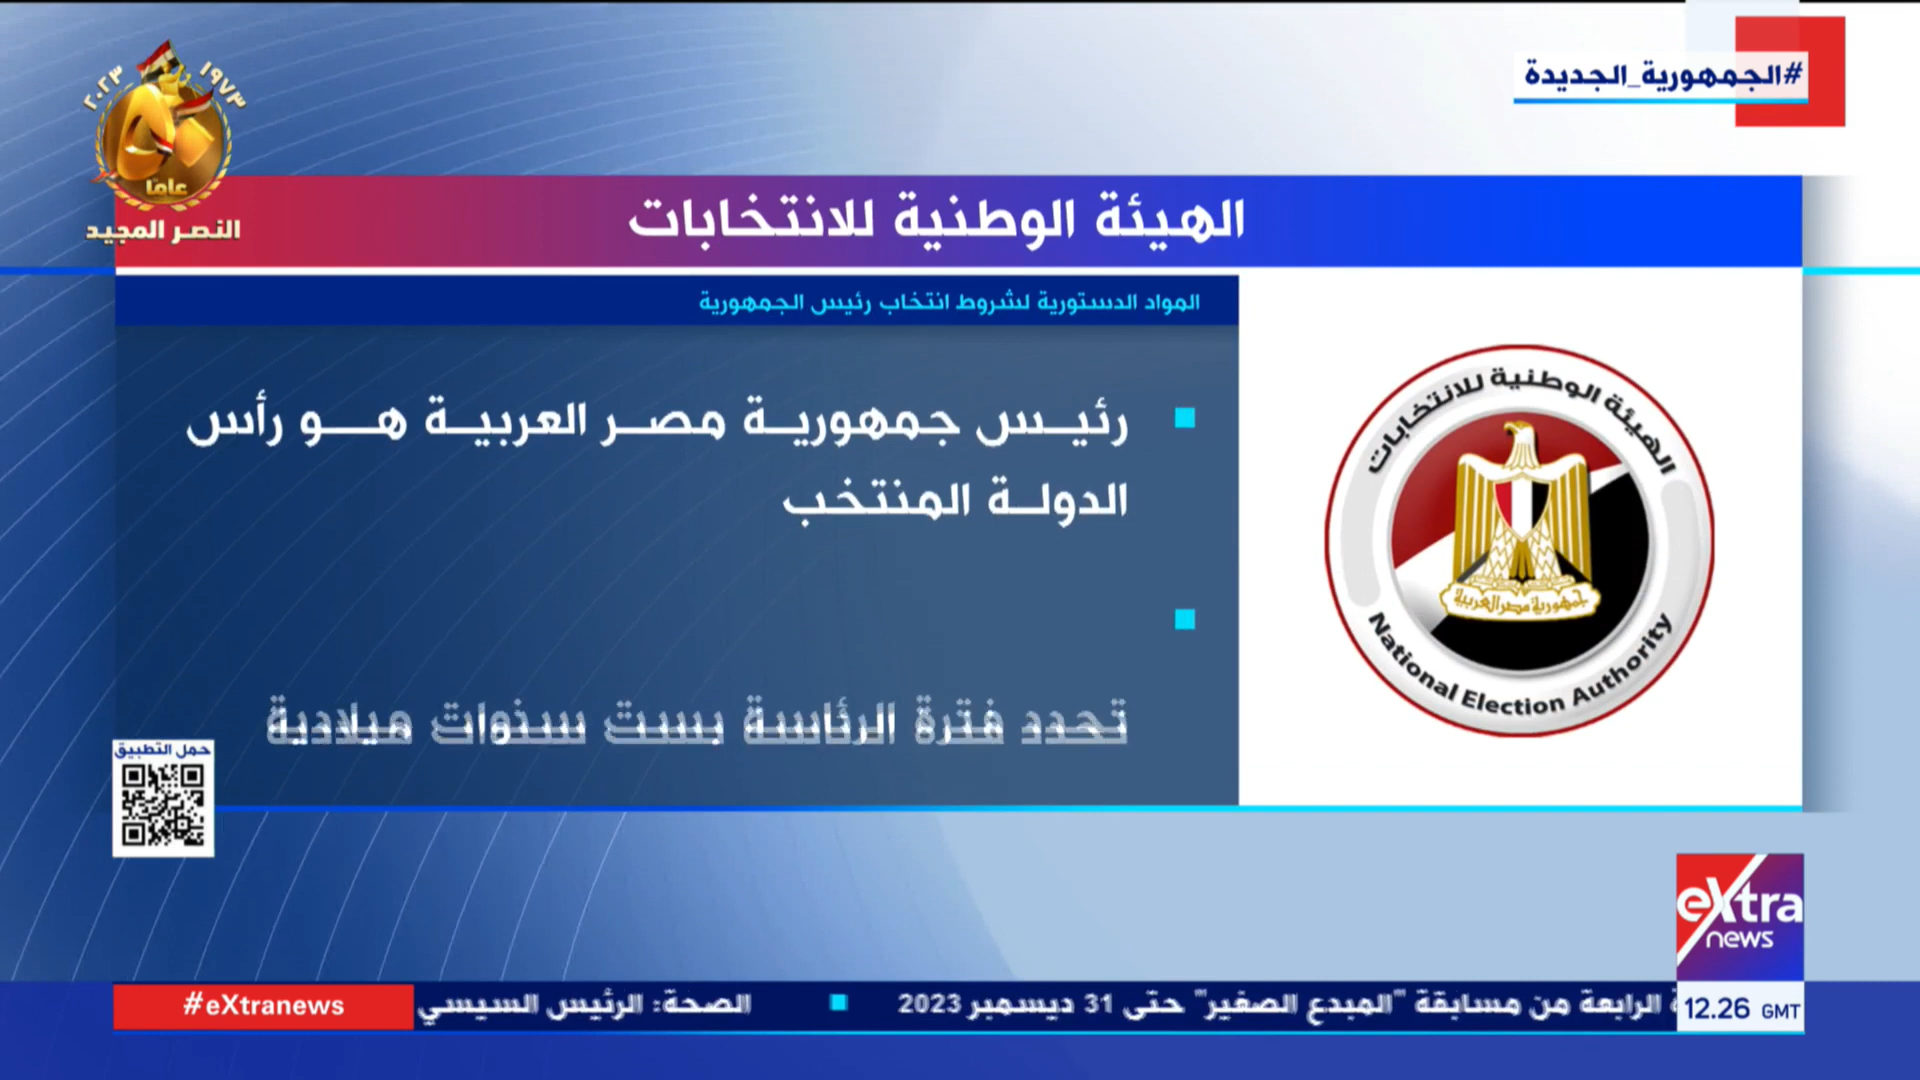 #الجمهورية_الجديدة
١٩٧٣
٢٠٢٣
٥٠
عامًا
النصر المجيد
الهيئة الوطنية للانتخابات
المواد الدستورية لشروط انتخاب رئيس الجمهورية
رئيس جمهورية مصر العربية هو رأس
الدولة المنتخب
تحدد فترة الرئاسة بست سنوات ميلادية
الهيئة الوطنية للانتخابات
جمهورية مصر العربية
National Election Authority
حمل التطبيق
eXtra
news
الرابعة من مسابقة "المبدع الصغير" حتى 31 ديسمبر 2023
الصحة: الرئيس السيسي
#eXtranews
12.26 GMT